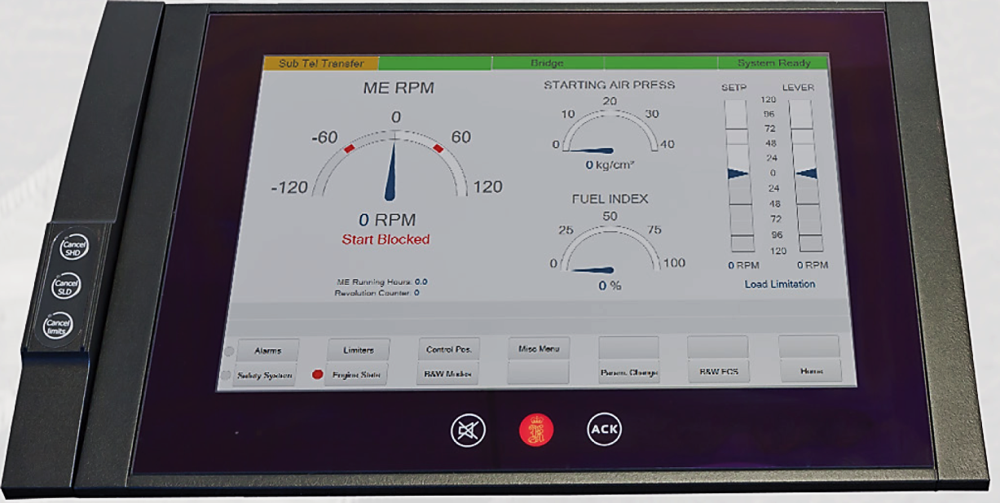 Sub Tel Transfer Bridge System Ready
ME RPM
-120 -60 0 60 120
0 RPM
Start Blocked
ME Running Hours: 0.0
Revolution Counter: 0
STARTING AIR PRESS
0 10 20 30 40
0 kg/cm²
FUEL INDEX
0 25 50 75 100
0 %
SETP LEVER
120
96
72
48
24
0
24
48
72
96
120
0 RPM 0 RPM
Load Limitation
Alarms Limiters Control Pos. Misc Menu
Safety System Engine State B&W Modes Param. Change B&W ECS Home
Cancel
SHD
Cancel
SLD
Cancel
limits
ACK